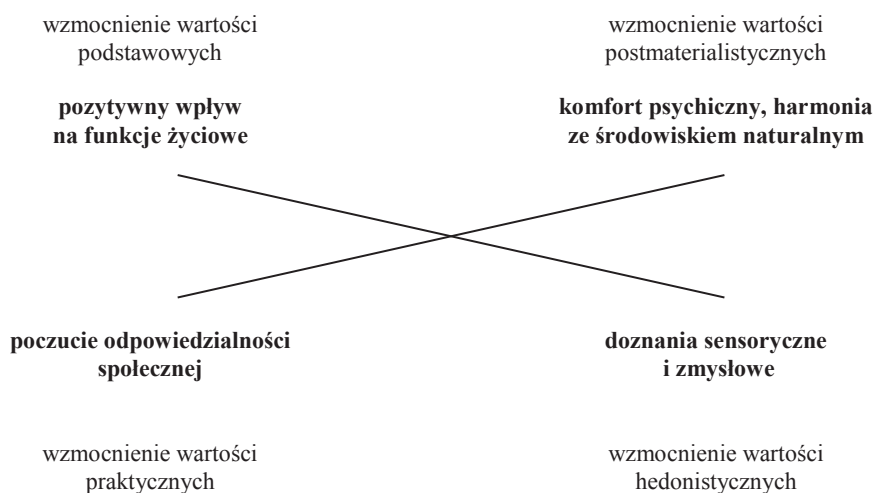 wzmocnienie wartości
podstawowych
wzmocnienie wartości
postmaterialistycznych
pozytywny wpływ
na funkcje życiowe
komfort psychiczny, harmonia
ze środowiskiem naturalnym
poczucie odpowiedzialności
społecznej
doznania sensoryczne
i zmysłowe
wzmocnienie wartości
praktycznych
wzmocnienie wartości
hedonistycznych